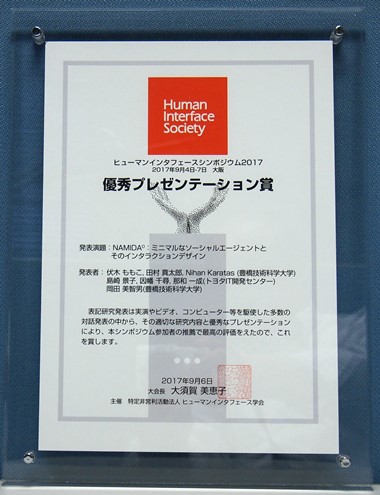 Human
Interface
Society
ヒューマンインタフェースシンポジウム2017
2017年9月4日-7日　大阪
優秀プレゼンテーション賞
発表演題：NAMIDA⁰：ミニマルなソーシャルエージェントと
そのインタラクションデザイン
発表者：伏木 ももこ, 田村 真太郎, Nihan Karatas (豊橋技術科学大学)
島崎 景子, 因幡 千尋, 那和 一成(トヨタIT開発センター)
岡田 美智男(豊橋技術科学大学)
表記研究発表は実演やビデオ、コンピューター等を駆使した多数の
対話発表の中から、その適切な研究内容と優秀なプレゼンテーション
により、本シンポジウム参加者の推薦で最高の評価をえたので、これ
を賞します。
2017年9月6日
大会長　大須賀 美恵子
主催　特定非営利活動法人 ヒューマンインタフェース学会